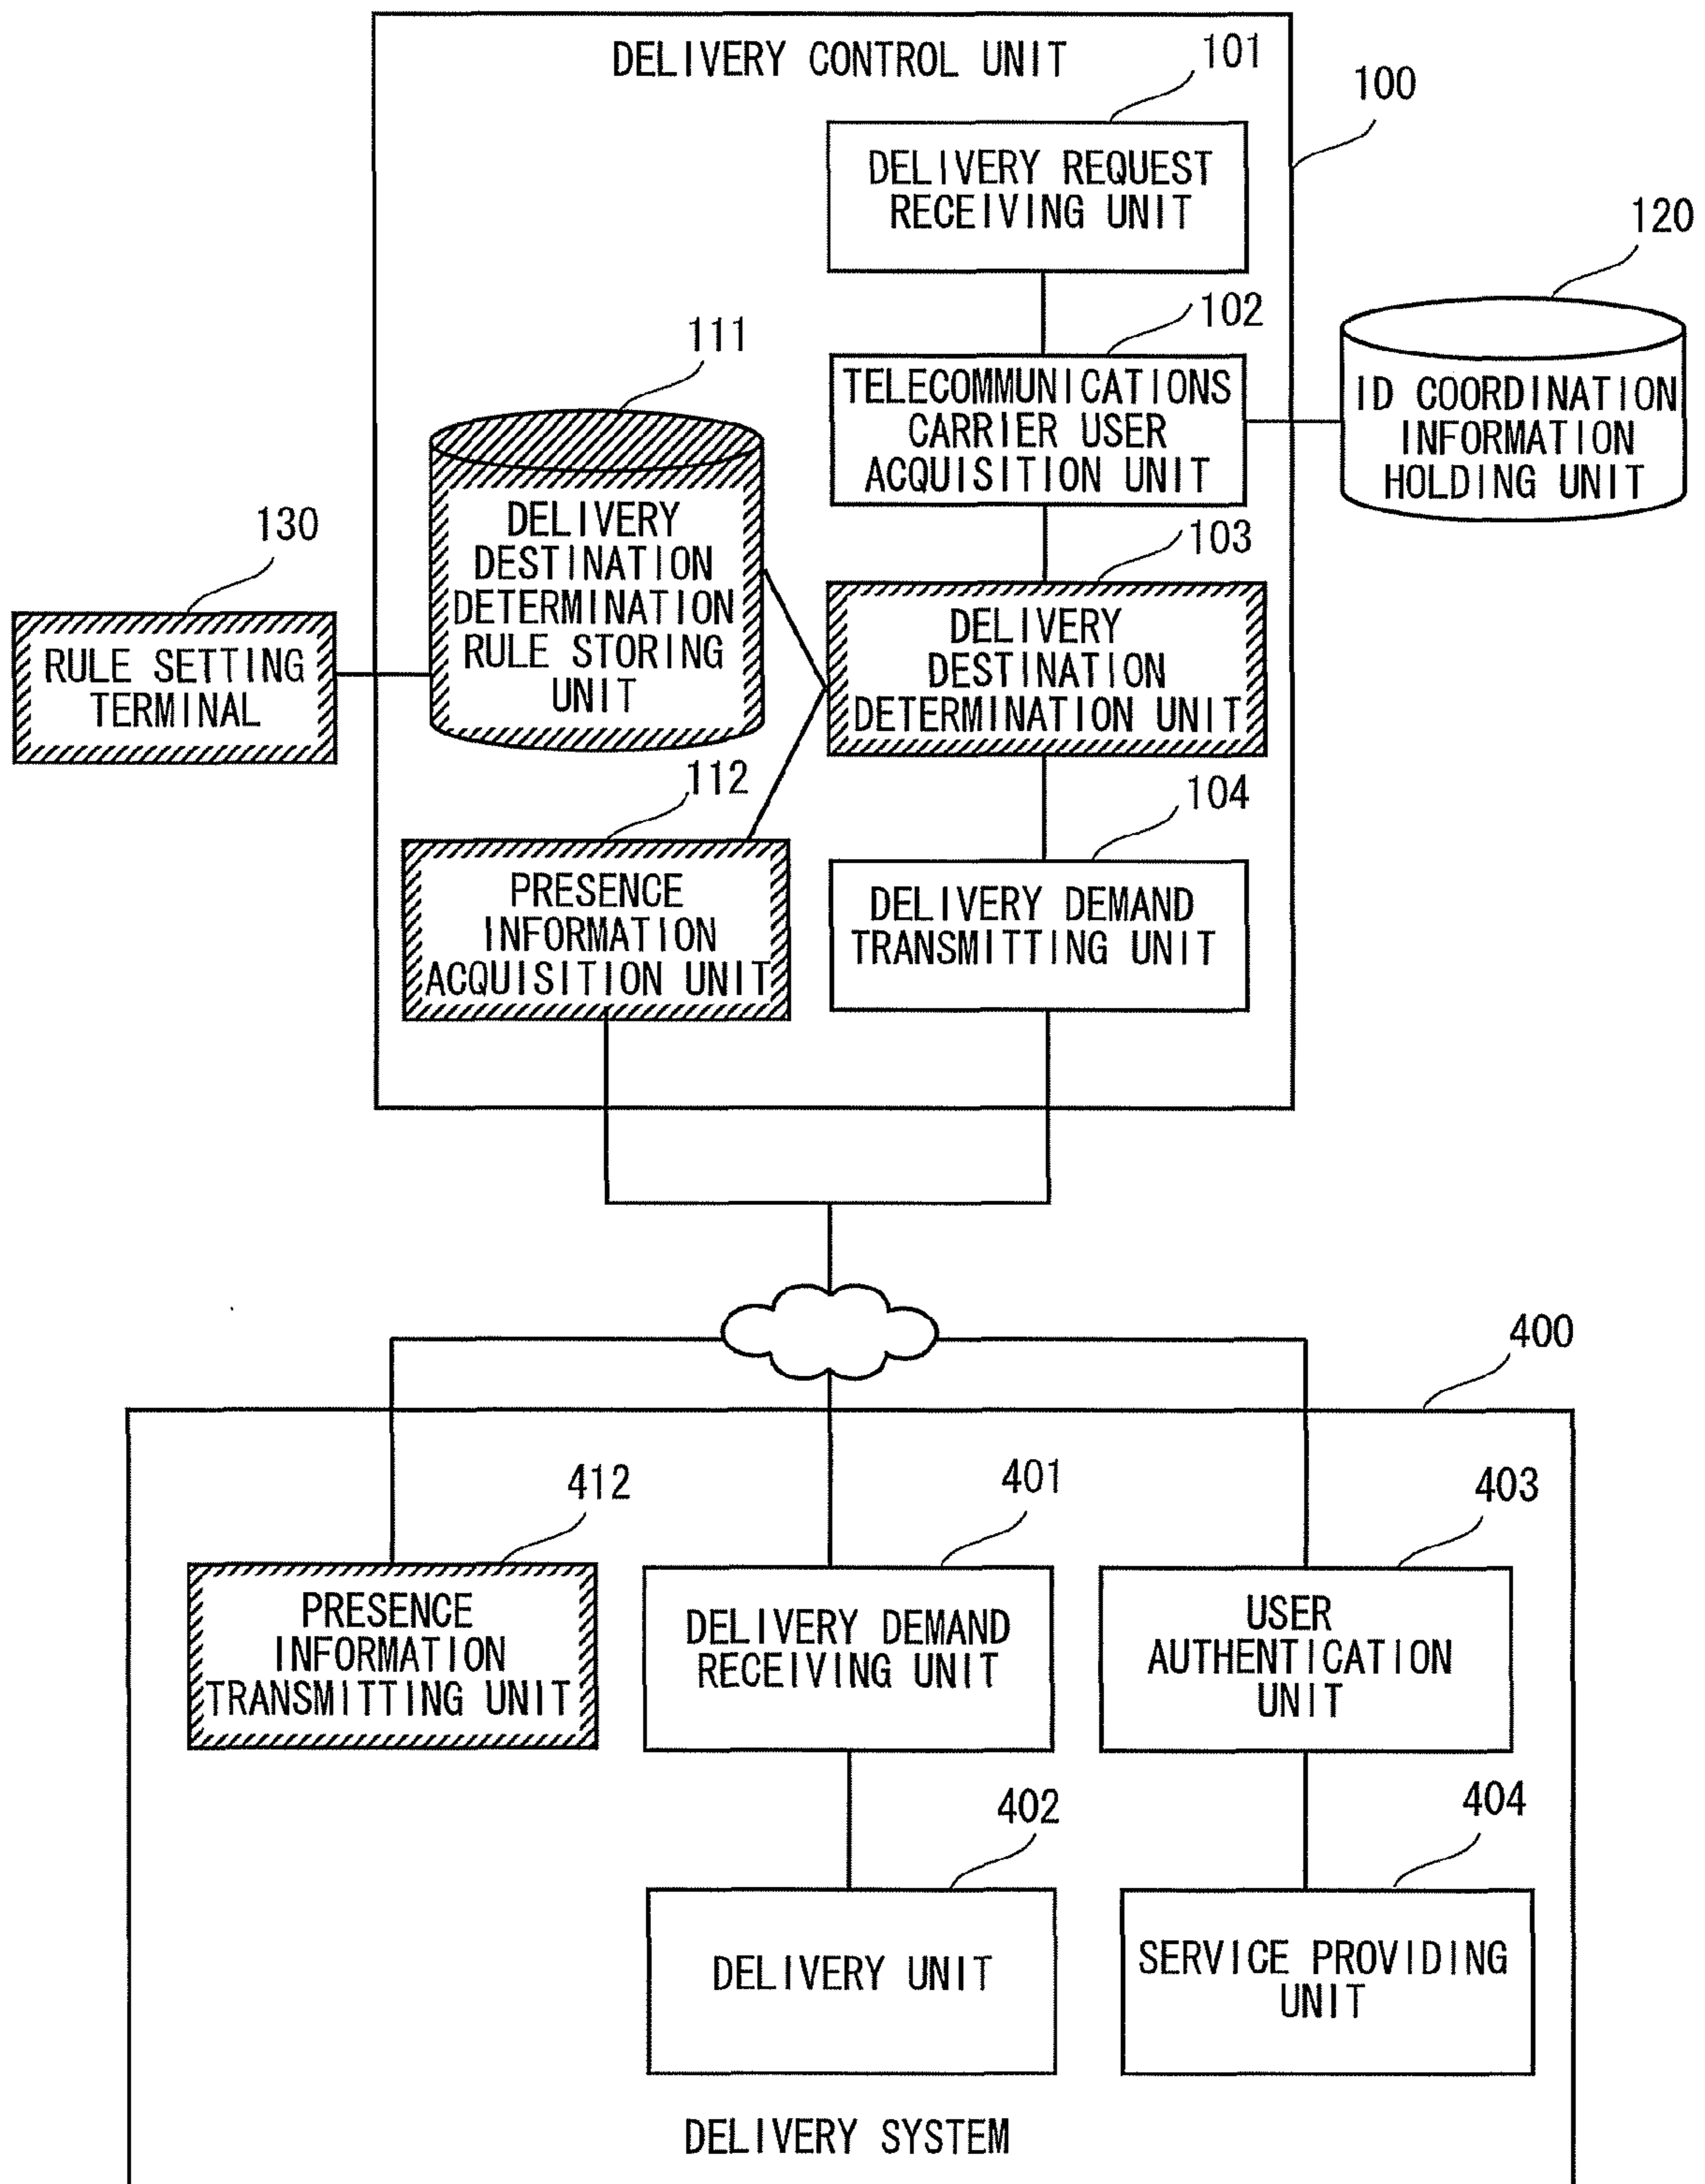 DELIVERY CONTROL UNIT
101
100
DELIVERY REQUEST
RECEIVING UNIT
120
102
111
TELECOMMUNICATIONS
CARRIER USER
ACQUISITION UNIT
ID COORDINATION
INFORMATION
HOLDING UNIT
130
DELIVERY
DESTINATION
DETERMINATION
RULE STORING
UNIT
103
RULE SETTING
TERMINAL
DELIVERY
DESTINATION
DETERMINATION UNIT
112
104
PRESENCE
INFORMATION
ACQUISITION UNIT
DELIVERY DEMAND
TRANSMITTING UNIT
400
412
401
403
PRESENCE
INFORMATION
TRANSMITTING UNIT
DELIVERY DEMAND
RECEIVING UNIT
USER
AUTHENTICATION
UNIT
402
404
DELIVERY UNIT
SERVICE PROVIDING
UNIT
DELIVERY SYSTEM